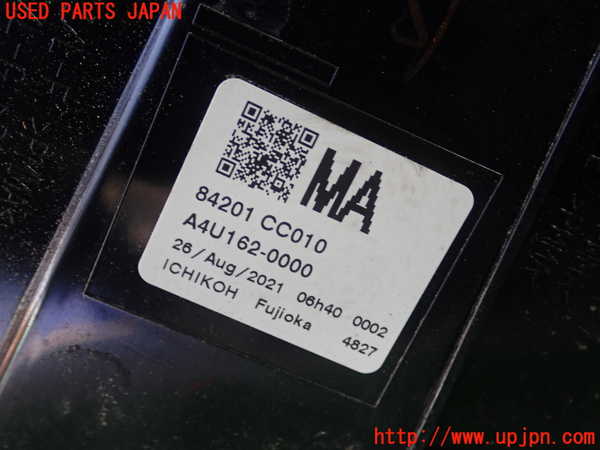 USED PARTS JAPAN
MA
84201 CC010
A4U162-0000
26/Aug/2021 06h40 0002
ICHIKOH Fujioka 4827
http://www.upjpn.com